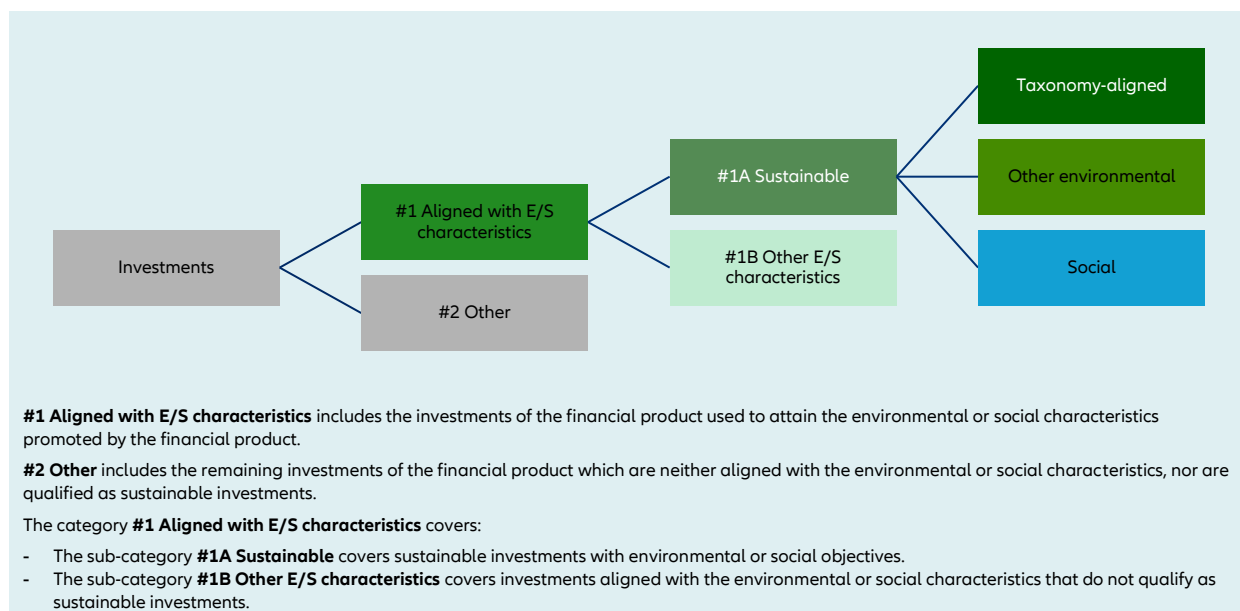 Taxonomy-aligned
#1A Sustainable
Other environmental
#1 Aligned with E/S
characteristics
Investments
#1B Other E/S
characteristics
Social
#2 Other
#1 Aligned with E/S characteristics includes the investments of the financial product used to attain the environmental or social characteristics
promoted by the financial product.
#2 Other includes the remaining investments of the financial product which are neither aligned with the environmental or social characteristics, nor are
qualified as sustainable investments.
The category #1 Aligned with E/S characteristics covers:
- The sub-category #1A Sustainable covers sustainable investments with environmental or social objectives.
- The sub-category #1B Other E/S characteristics covers investments aligned with the environmental or social characteristics that do not qualify as
sustainable investments.